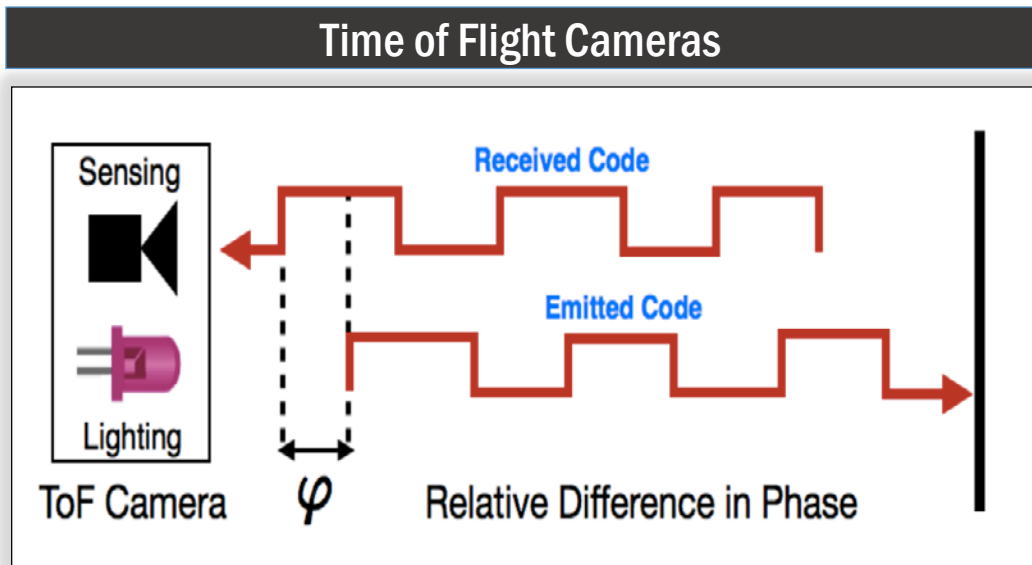 Time of Flight Cameras
Sensing
Received Code
Emitted Code
Lighting
ToF Camera
φ
Relative Difference in Phase